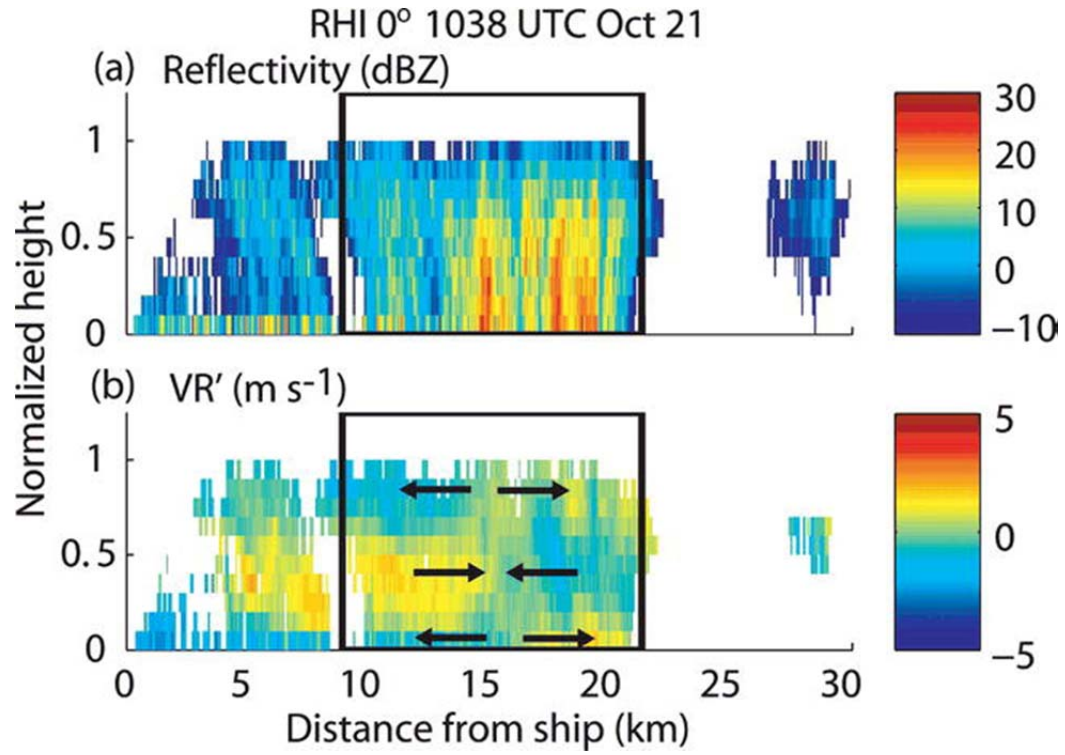 RHI 0° 1038 UTC Oct 21
(a) Reflectivity (dBZ)
1
0.5
0
30
20
10
0
−10
Normalized height
(b) VR’ (m s-1)
1
0.5
0
5
0
−5
0 5 10 15 20 25 30
Distance from ship (km)